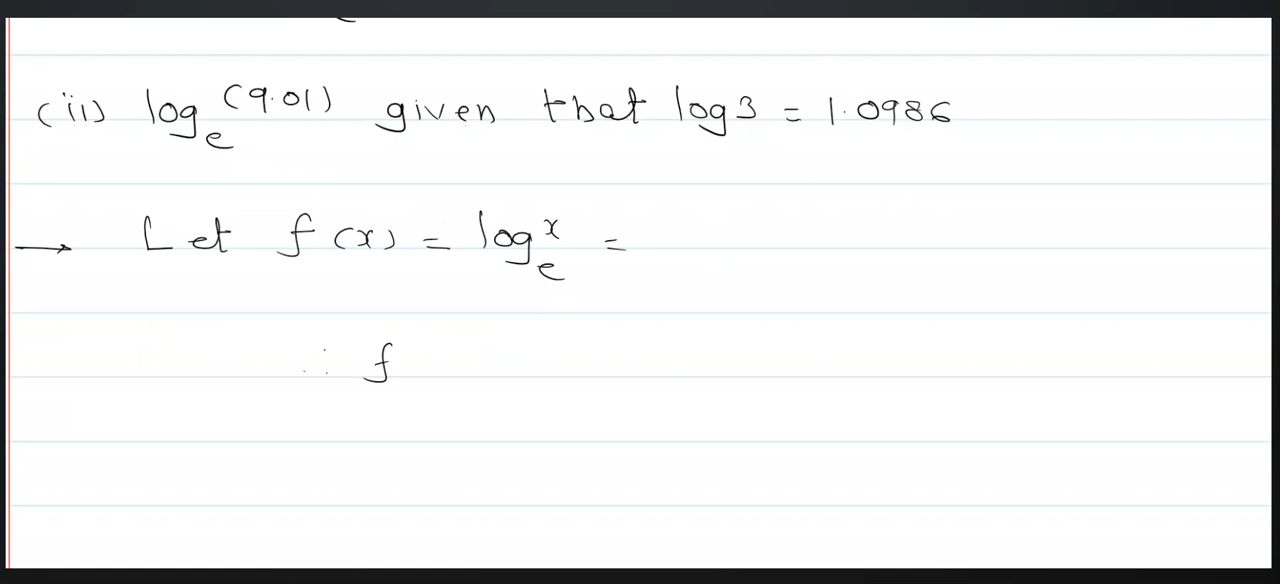 (ii) logₑ(9.01) given that log3 = 1.0986
→ Let f(x) = logₑx =
∴ f